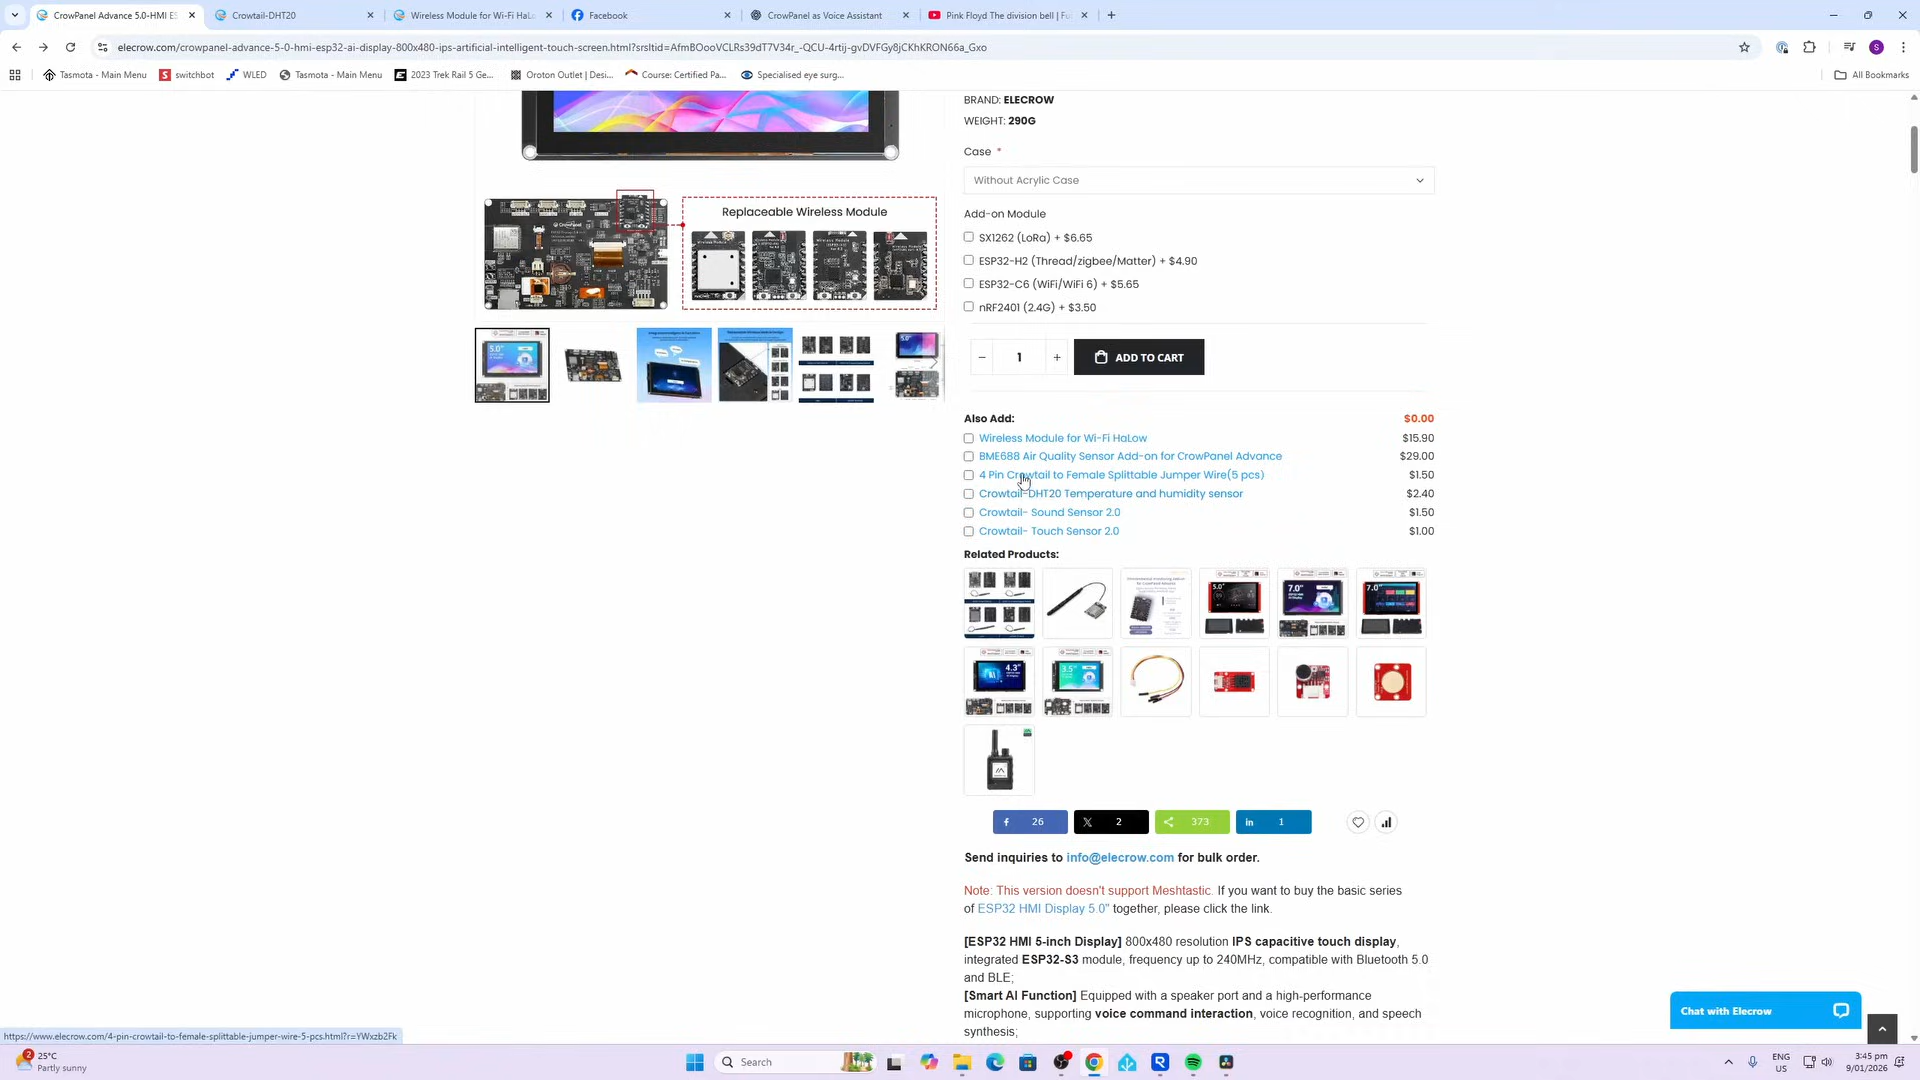 CrowPanel Advance 5.0-HMI ES
Crowtail-DHT20
Wireless Module for Wi-Fi HaLo
Facebook
CrowPanel as Voice Assistant
Pink Floyd The division bell | Fu
elecrow.com/crowpanel-advance-5-0-hmi-esp32-ai-display-800x480-ips-artificial-intelligent-touch-screen.html?srsltid=AfmBOooVCLRs39dT7V34r_-QCU-4rtij-gvDVFGy8jCKhKRON66a_Gxo
Tasmota - Main Menu
switchbot
WLED
Tasmota - Main Menu
2023 Trek Rail 5 Ge...
Oroton Outlet | Desi...
Course: Certified Pa...
Specialised eye surg...
All Bookmarks
BRAND: ELECROW
WEIGHT: 290G
Case *
Without Acrylic Case
Replaceable Wireless Module
Add-on Module
SX1262 (LoRa) + $6.65
ESP32-H2 (Thread/zigbee/Matter) + $4.90
ESP32-C6 (WiFi/WiFi 6) + $5.65
nRF2401 (2.4G) + $3.50
1
ADD TO CART
Also Add: $0.00
Wireless Module for Wi-Fi HaLow $15.90
BME688 Air Quality Sensor Add-on for CrowPanel Advance $29.00
4 Pin Crowtail to Female Splittable Jumper Wire(5 pcs) $1.50
Crowtail-DHT20 Temperature and humidity sensor $2.40
Crowtail- Sound Sensor 2.0 $1.50
Crowtail- Touch Sensor 2.0 $1.00
Related Products:
5.0"
7.0"
7.0"
4.3"
3.5"
26
2
373
1
Send inquiries to info@elecrow.com for bulk order.
Note: This version doesn't support Meshtastic. If you want to buy the basic series
of ESP32 HMI Display 5.0" together, please click the link.
[ESP32 HMI 5-inch Display] 800x480 resolution IPS capacitive touch display,
integrated ESP32-S3 module, frequency up to 240MHz, compatible with Bluetooth 5.0
and BLE;
[Smart AI Function] Equipped with a speaker port and a high-performance
microphone, supporting voice command interaction, voice recognition, and speech
synthesis;
Chat with Elecrow
https://www.elecrow.com/4-pin-crowtail-to-female-splittable-jumper-wire-5-pcs.html?r=YWxzb2Fk
2
25°C
Partly sunny
Search
ENG
US
3:45 pm
9/01/2026